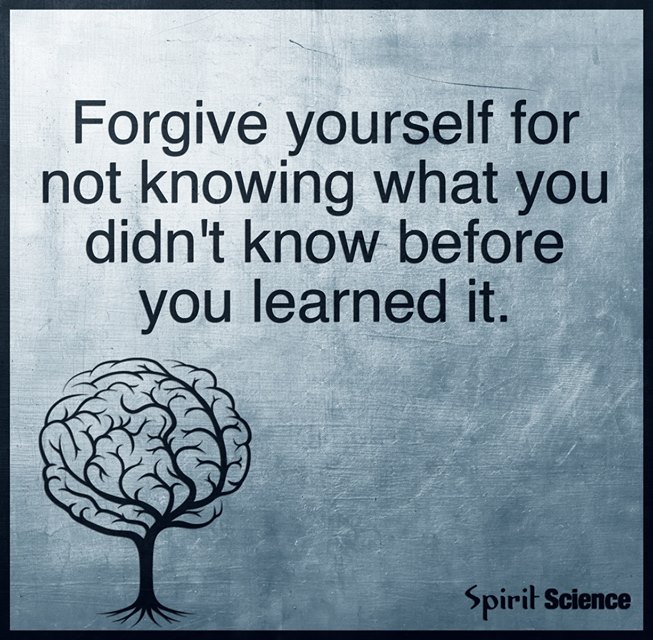 Forgive yourself for
not knowing what you
didn't know before
you learned it.
Spirit Science